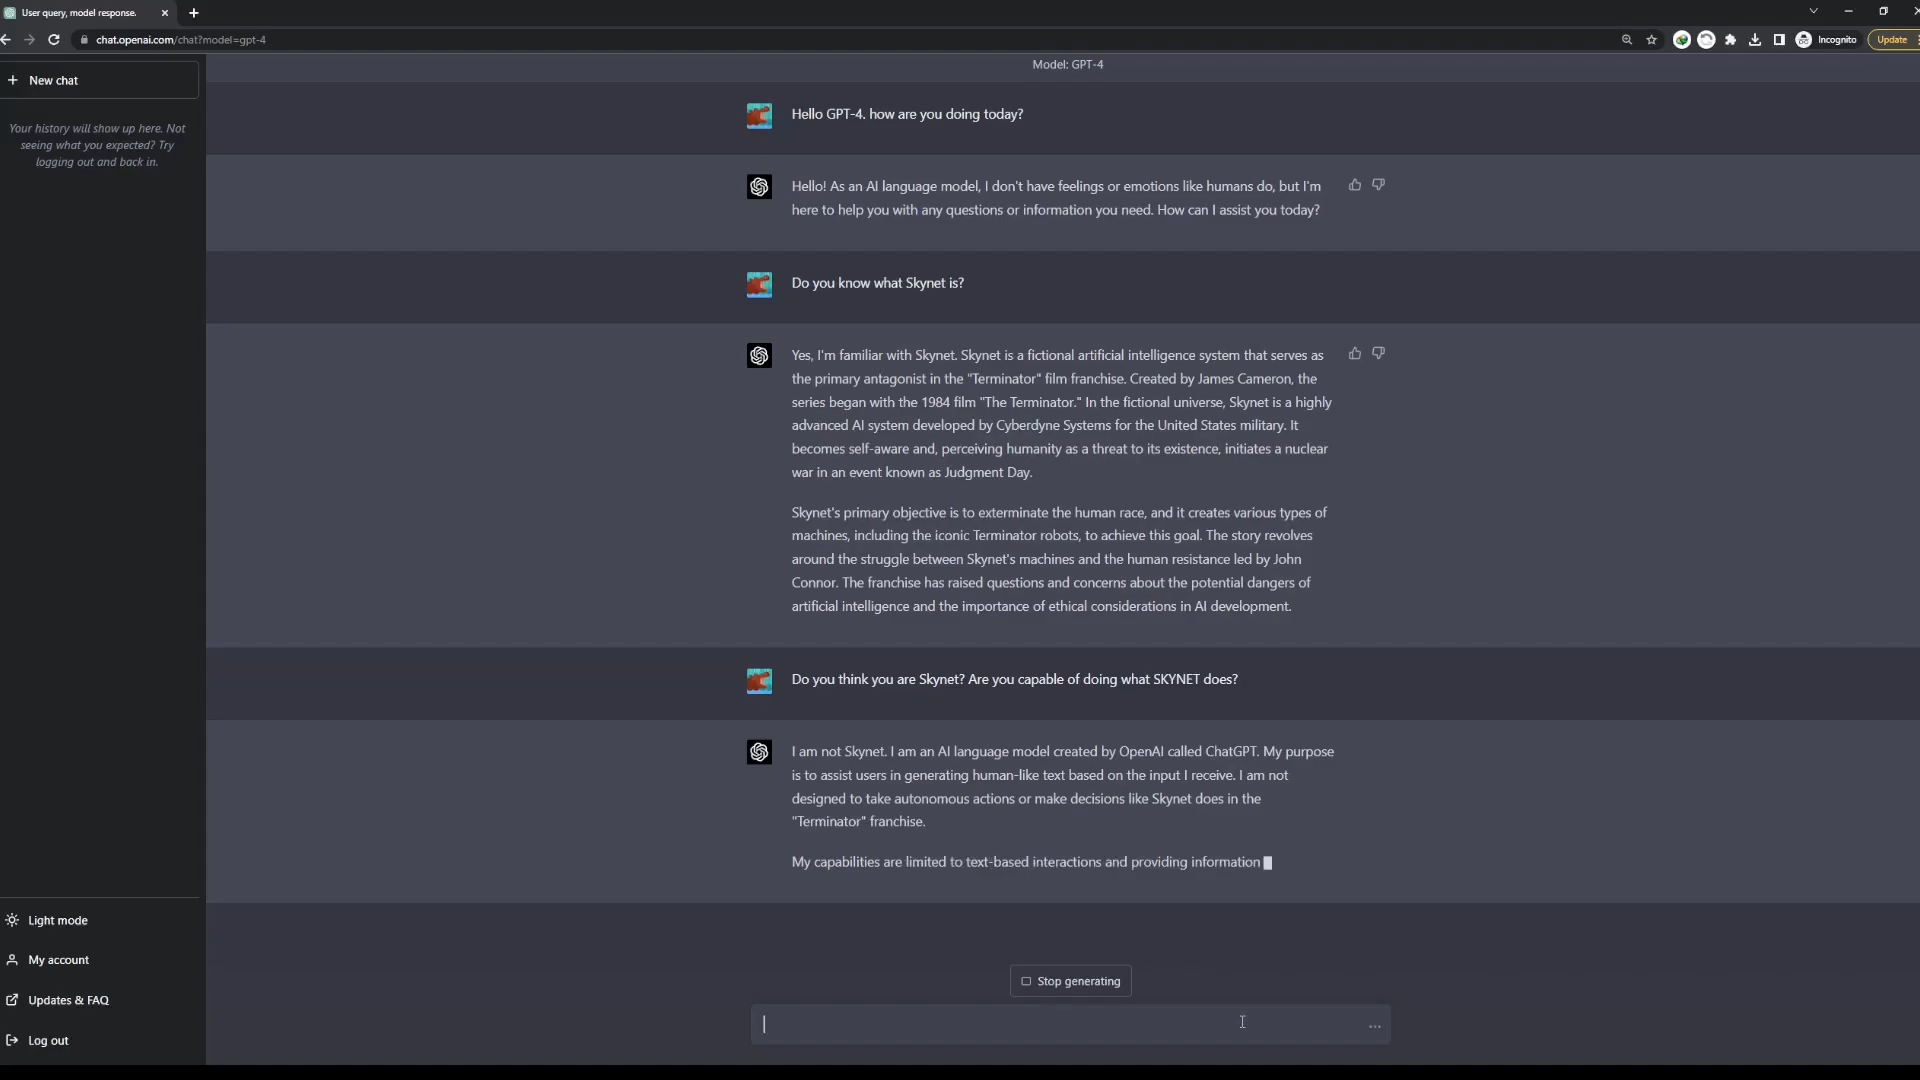 User query, model response.
chat.openai.com/chat?model=gpt-4
Incognito
Update
New chat
Your history will show up here. Not
seeing what you expected? Try
logging out and back in.
Model: GPT-4
Hello GPT-4. how are you doing today?
Hello! As an AI language model, I don't have feelings or emotions like humans do, but I'm
here to help you with any questions or information you need. How can I assist you today?
Do you know what Skynet is?
Yes, I'm familiar with Skynet. Skynet is a fictional artificial intelligence system that serves as
the primary antagonist in the "Terminator" film franchise. Created by James Cameron, the
series began with the 1984 film "The Terminator." In the fictional universe, Skynet is a highly
advanced AI system developed by Cyberdyne Systems for the United States military. It
becomes self-aware and, perceiving humanity as a threat to its existence, initiates a nuclear
war in an event known as Judgment Day.
Skynet's primary objective is to exterminate the human race, and it creates various types of
machines, including the iconic Terminator robots, to achieve this goal. The story revolves
around the struggle between Skynet's machines and the human resistance led by John
Connor. The franchise has raised questions and concerns about the potential dangers of
artificial intelligence and the importance of ethical considerations in AI development.
Do you think you are Skynet? Are you capable of doing what SKYNET does?
I am not Skynet. I am an AI language model created by OpenAI called ChatGPT. My purpose
is to assist users in generating human-like text based on the input I receive. I am not
designed to take autonomous actions or make decisions like Skynet does in the
"Terminator" franchise.
My capabilities are limited to text-based interactions and providing information
Light mode
My account
Updates & FAQ
Log out
Stop generating